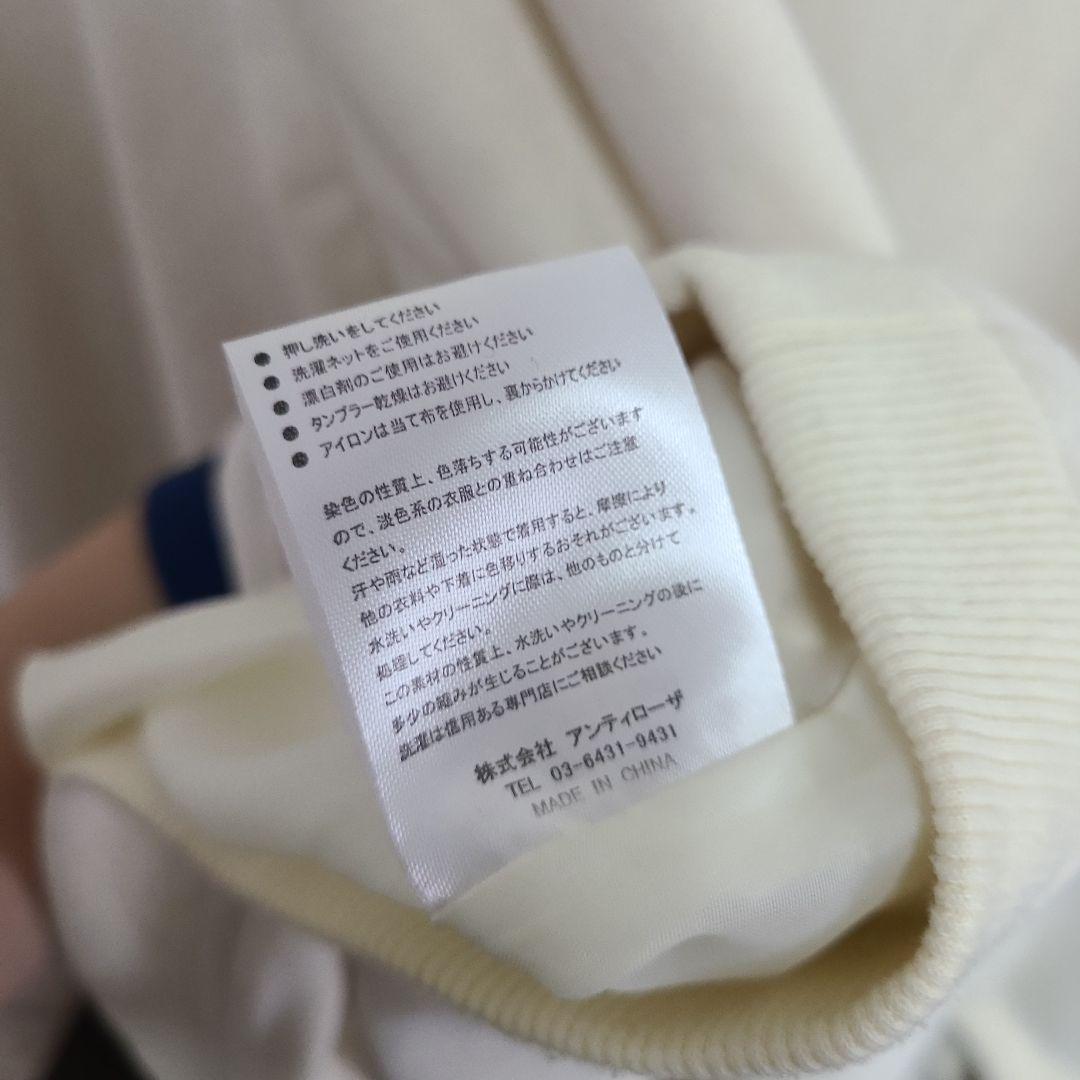 ● 押し洗いをしてください
● 洗濯ネットをご使用ください
● 漂白剤のご使用はお避けください
● タンブラー乾燥はお避けください
● アイロンは当て布を使用し、裏からかけてください
染色の性質上、色落ちする可能性がございます
ので、淡色系の衣服との重ね合わせはご注意
ください。
汗や雨など湿った状態で着用すると、摩擦により
他の衣料や下着に色移りするおそれがございます。
水洗いやクリーニングに際は、他のものと分けて
処理してください。
この素材の性質上、水洗いやクリーニングの後に
多少の縮みが生じることがございます。
洗濯は信用ある専門店にご相談ください
株式会社 アンティローザ
TEL 03-6431-9431
MADE IN CHINA